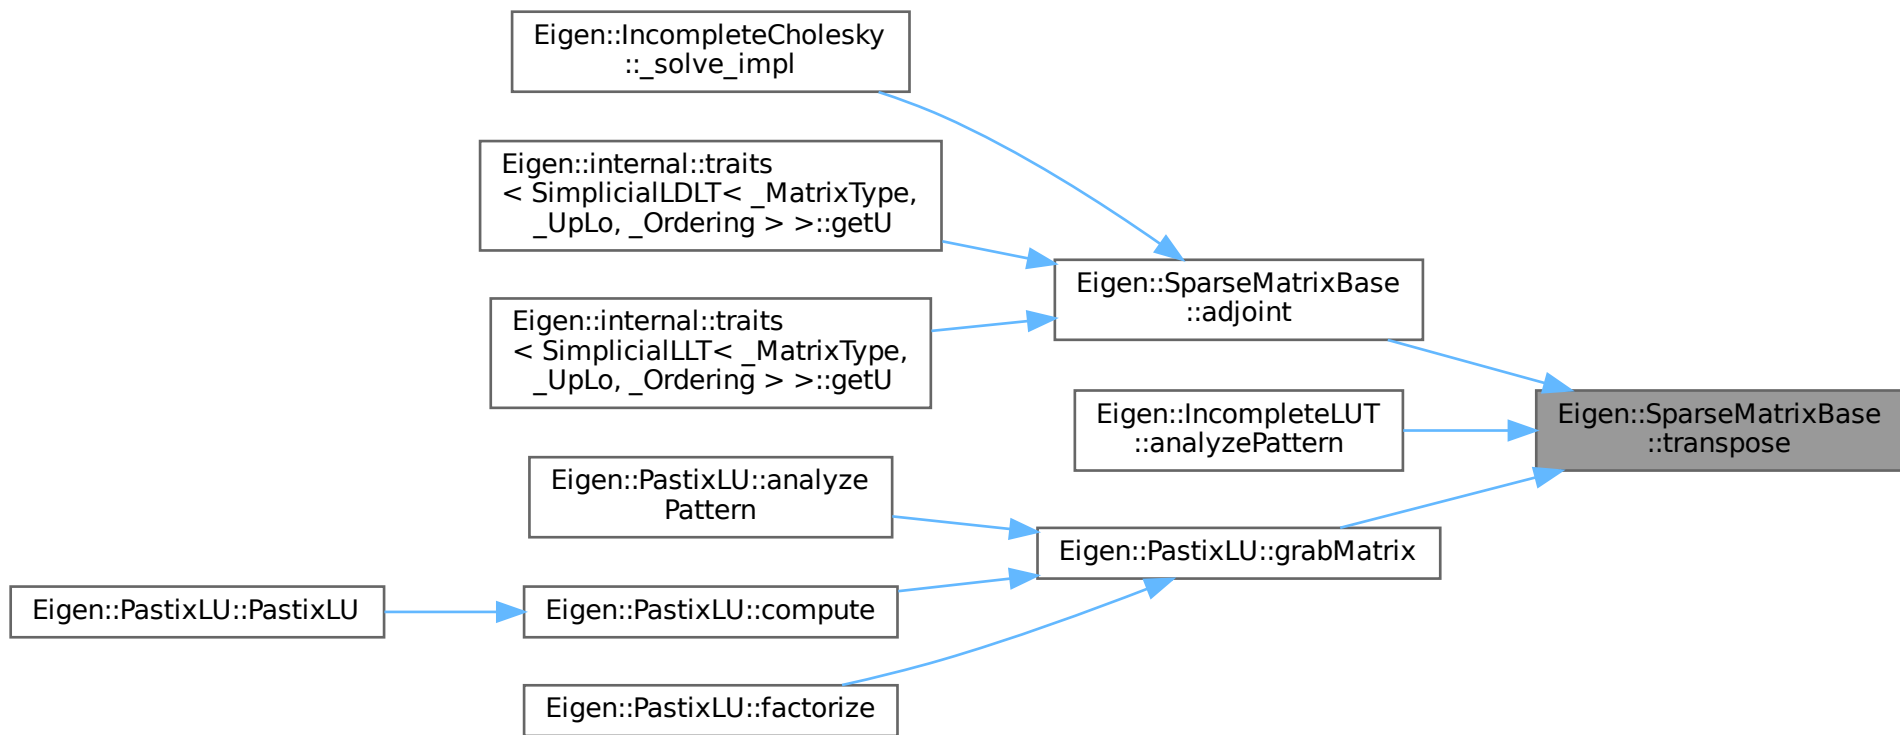 Eigen::IncompleteCholesky
::_solve_impl
Eigen::internal::traits
< SimplicialLDLT< _MatrixType,
_UpLo, _Ordering > >::getU
Eigen::internal::traits
< SimplicialLLT< _MatrixType,
_UpLo, _Ordering > >::getU
Eigen::SparseMatrixBase
::adjoint
Eigen::IncompleteLUT
::analyzePattern
Eigen::SparseMatrixBase
::transpose
Eigen::PastixLU::analyze
Pattern
Eigen::PastixLU::grabMatrix
Eigen::PastixLU::PastixLU
Eigen::PastixLU::compute
Eigen::PastixLU::factorize